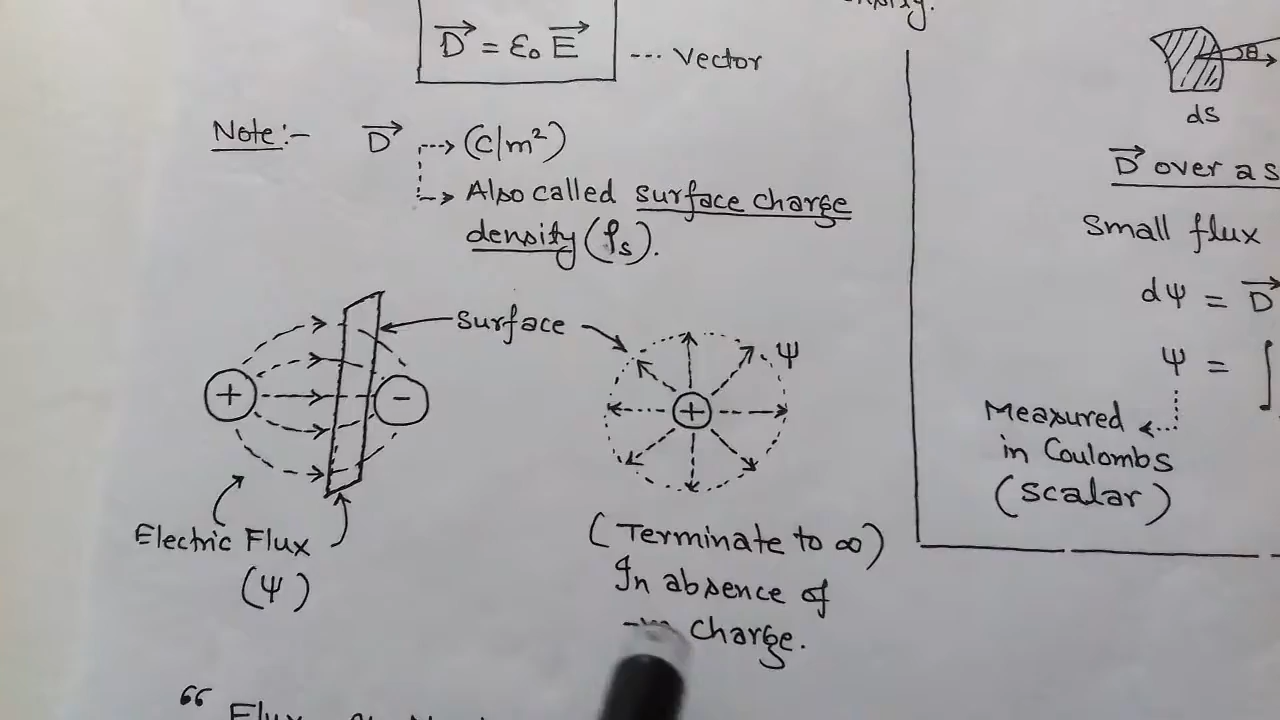 D = ε₀ E --- Vector
Note:- D --> (C/m²)
--> Also called surface charge
density (ρs).
Surface
+
-
+
Ψ
Electric Flux
(Ψ)
(Terminate to ∞)
In absence of
charge.
“
θ
ds
D over a s
Small flux
dΨ = D
Ψ = ∫
Measured
in Coulombs
(scalar)